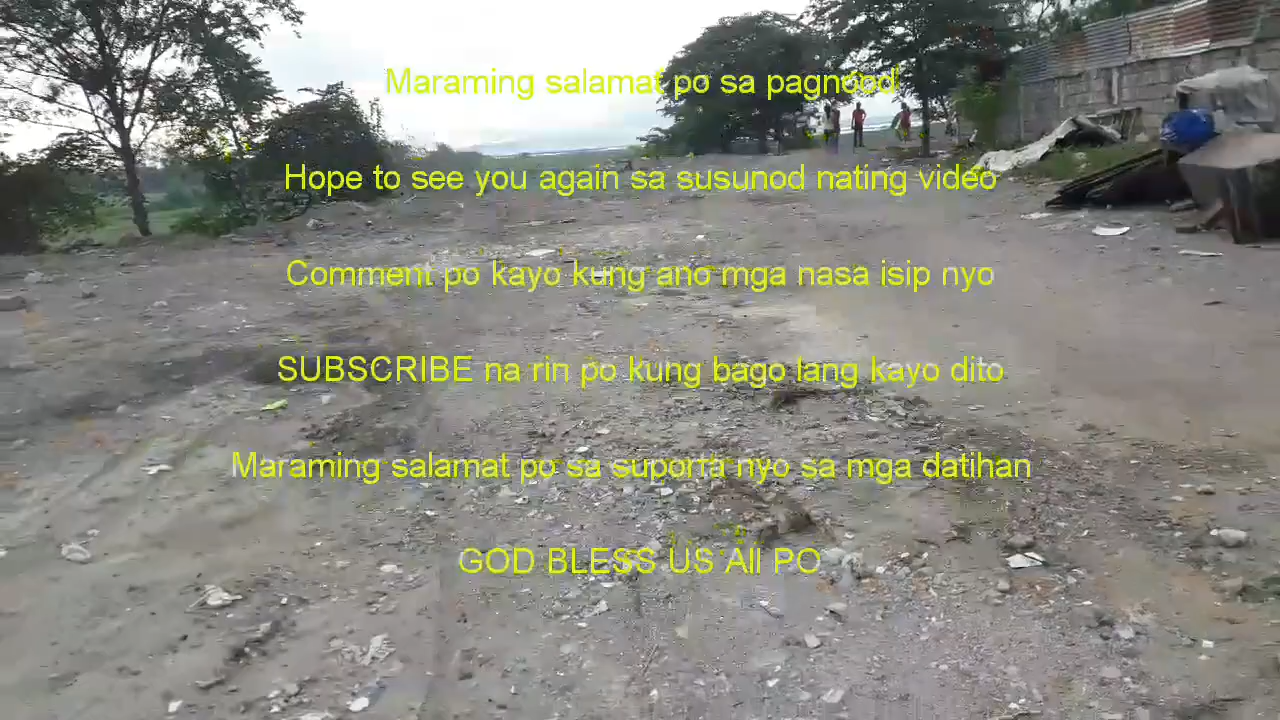 Maraming salamat po sa pagnood
Hope to see you again sa susunod nating video
Comment po kayo kung ano mga nasa isip nyo
SUBSCRIBE na rin po kung bago lang kayo dito
Maraming salamat po sa suporta nyo sa mga datihan
GOD BLESS US All PO